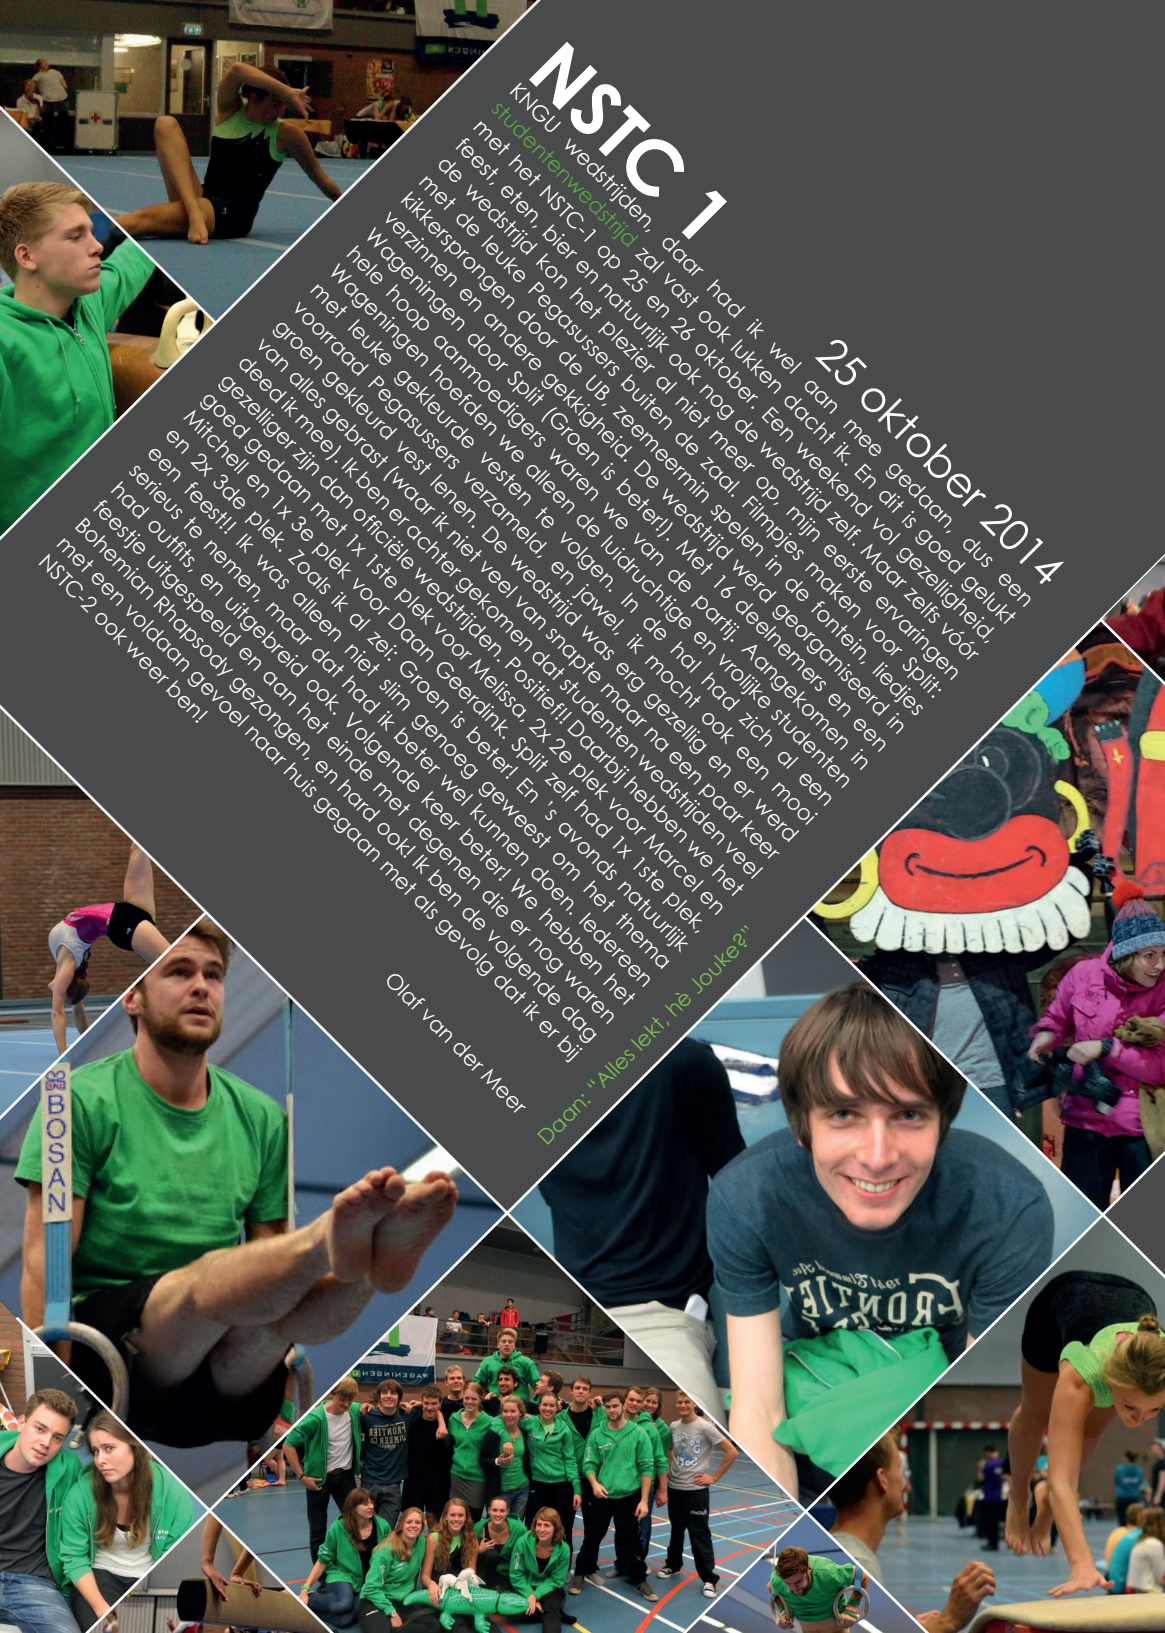 NSTC 1
25 oktober 2014
KNGU wedstrijden, daar had ik wel aan mee gedaan, dus een
studentenwedstrijd zal vast ook lukken dacht ik. En dit is goed gelukt
met het NSTC-1 op 25 en 26 oktober. Een weekend vol gezelligheid,
feest, eten, bier en natuurlijk ook nog de wedstrijd zelf. Maar zelfs vóór
de wedstrijd kon het plezier al niet meer op, mijn eerste ervaringen
met de leuke Pegasussers buiten de zaal. Filmpjes maken voor Split:
kikkersprongen door de UB, zeemeermin spelen in de fontein, liedjes
verzinnen en andere gekkigheid. De wedstrijd werd georganiseerd in
Wageningen door Split (Groen is beter!). Met 16 deelnemers en een
hele hoop aanmoedigers waren we van de partij. Aangekomen in
Wageningen hoefden we alleen de luidruchtige en vrolijke studenten
met leuke gekleurde vesten te volgen. In de hal had zich al een
voorraad Pegasussers verzameld, en jawel, ik mocht ook een mooi
groen gekleurd vest lenen. De wedstrijd was erg gezellig en er werd
van alles gebrast (waar ik niet veel van snapte maar na een paar keer
deed ik mee). Ik ben er achter gekomen dat studentenwedstrijden veel
gezelliger zijn dan officiële wedstrijden. Positief!! Daarbij hebben we het
goed gedaan met 1x 1ste plek voor Melissa, 2x 2e plek voor Marcel en
Mitchell en 1x 3e plek voor Daan Geerdink. Split zelf had 1x 1ste plek,
en 2x 3de plek. Zoals ik al zei: Groen is beter! En 's avonds natuurlijk
een feest!! Ik was alleen niet slim genoeg geweest om het thema
serieus te nemen, maar dat had ik beter wel kunnen doen. Iedereen
had outfits, en uitgebreid ook. Volgende keer beter! We hebben het
feestje uitgespeeld en aan het einde met degenen die er nog waren
Bohemian Rhapsody gezongen, en hard ook! Ik ben de volgende dag
met een voldaan gevoel naar huis gegaan met als gevolg dat ik er bij
NSTC-2 ook weer ben!
Olaf van der Meer
Daan: "Alles lekt, hè Jouke?"
BOSAN
WAGENINGEN